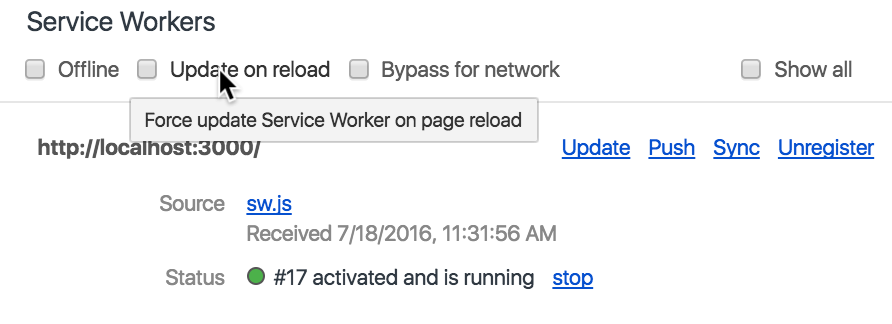 Service Workers
Offline Update on reload Bypass for network Show all
Force update Service Worker on page reload
http://localhost:3000/ Update Push Sync Unregister
Source sw.js
Received 7/18/2016, 11:31:56 AM
Status #17 activated and is running stop